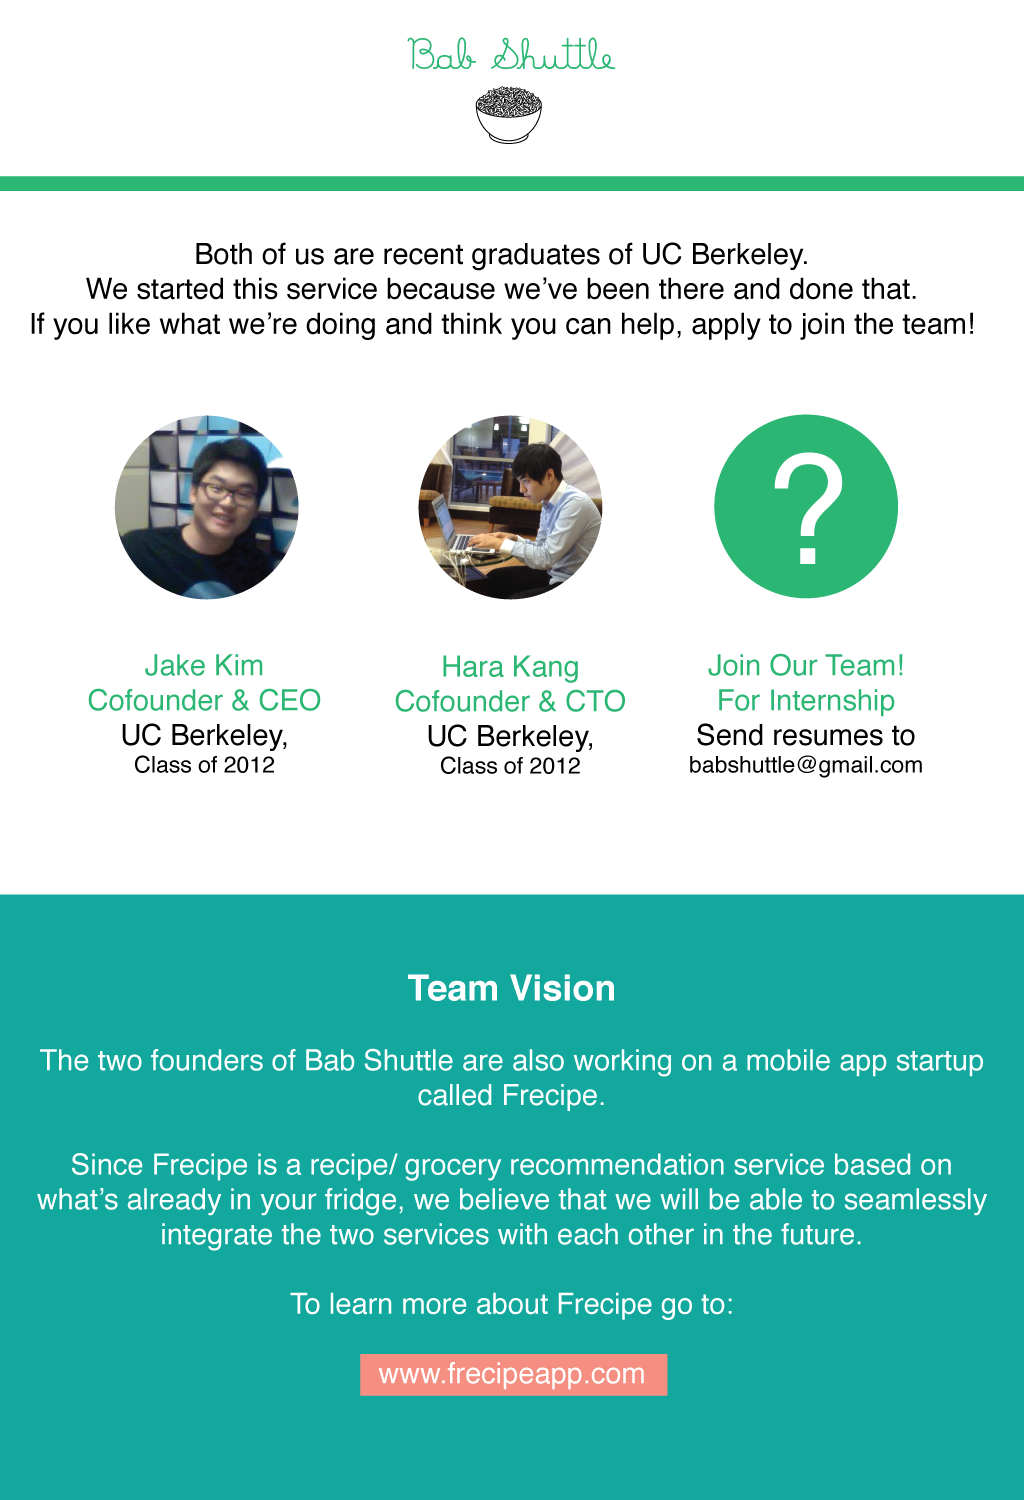 Bab Shuttle
Both of us are recent graduates of UC Berkeley.
We started this service because we’ve been there and done that.
If you like what we’re doing and think you can help, apply to join the team!
?
Jake Kim
Cofounder & CEO
UC Berkeley,
Class of 2012
Hara Kang
Cofounder & CTO
UC Berkeley,
Class of 2012
Join Our Team!
For Internship
Send resumes to
babshuttle@gmail.com
Team Vision
The two founders of Bab Shuttle are also working on a mobile app startup
called Frecipe.
Since Frecipe is a recipe/ grocery recommendation service based on
what’s already in your fridge, we believe that we will be able to seamlessly
integrate the two services with each other in the future.
To learn more about Frecipe go to:
www.frecipeapp.com